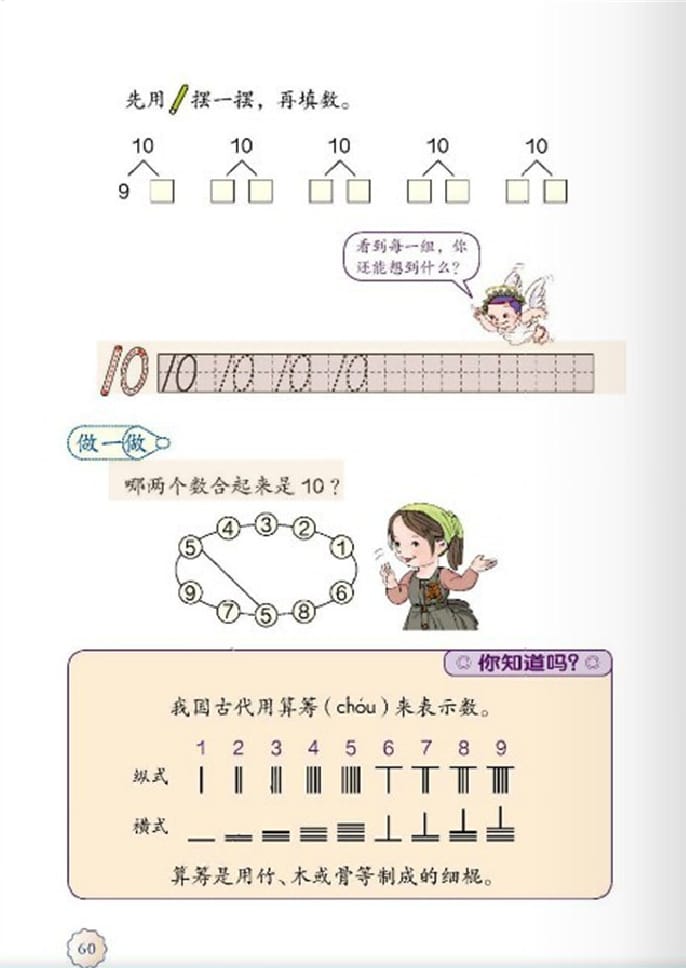 先用摆一摆，再填数。
10 10 10 10 10
9
看到每一组，你
还能想到什么？
10 10 10 10 10
做一做
哪两个数合起来是 10？
5 4 3 2 1
9 7 5 8 6
你知道吗？
我国古代用算筹（chóu）来表示数。
1 2 3 4 5 6 7 8 9
纵式
横式
算筹是用竹、木或骨等制成的细棍。
60